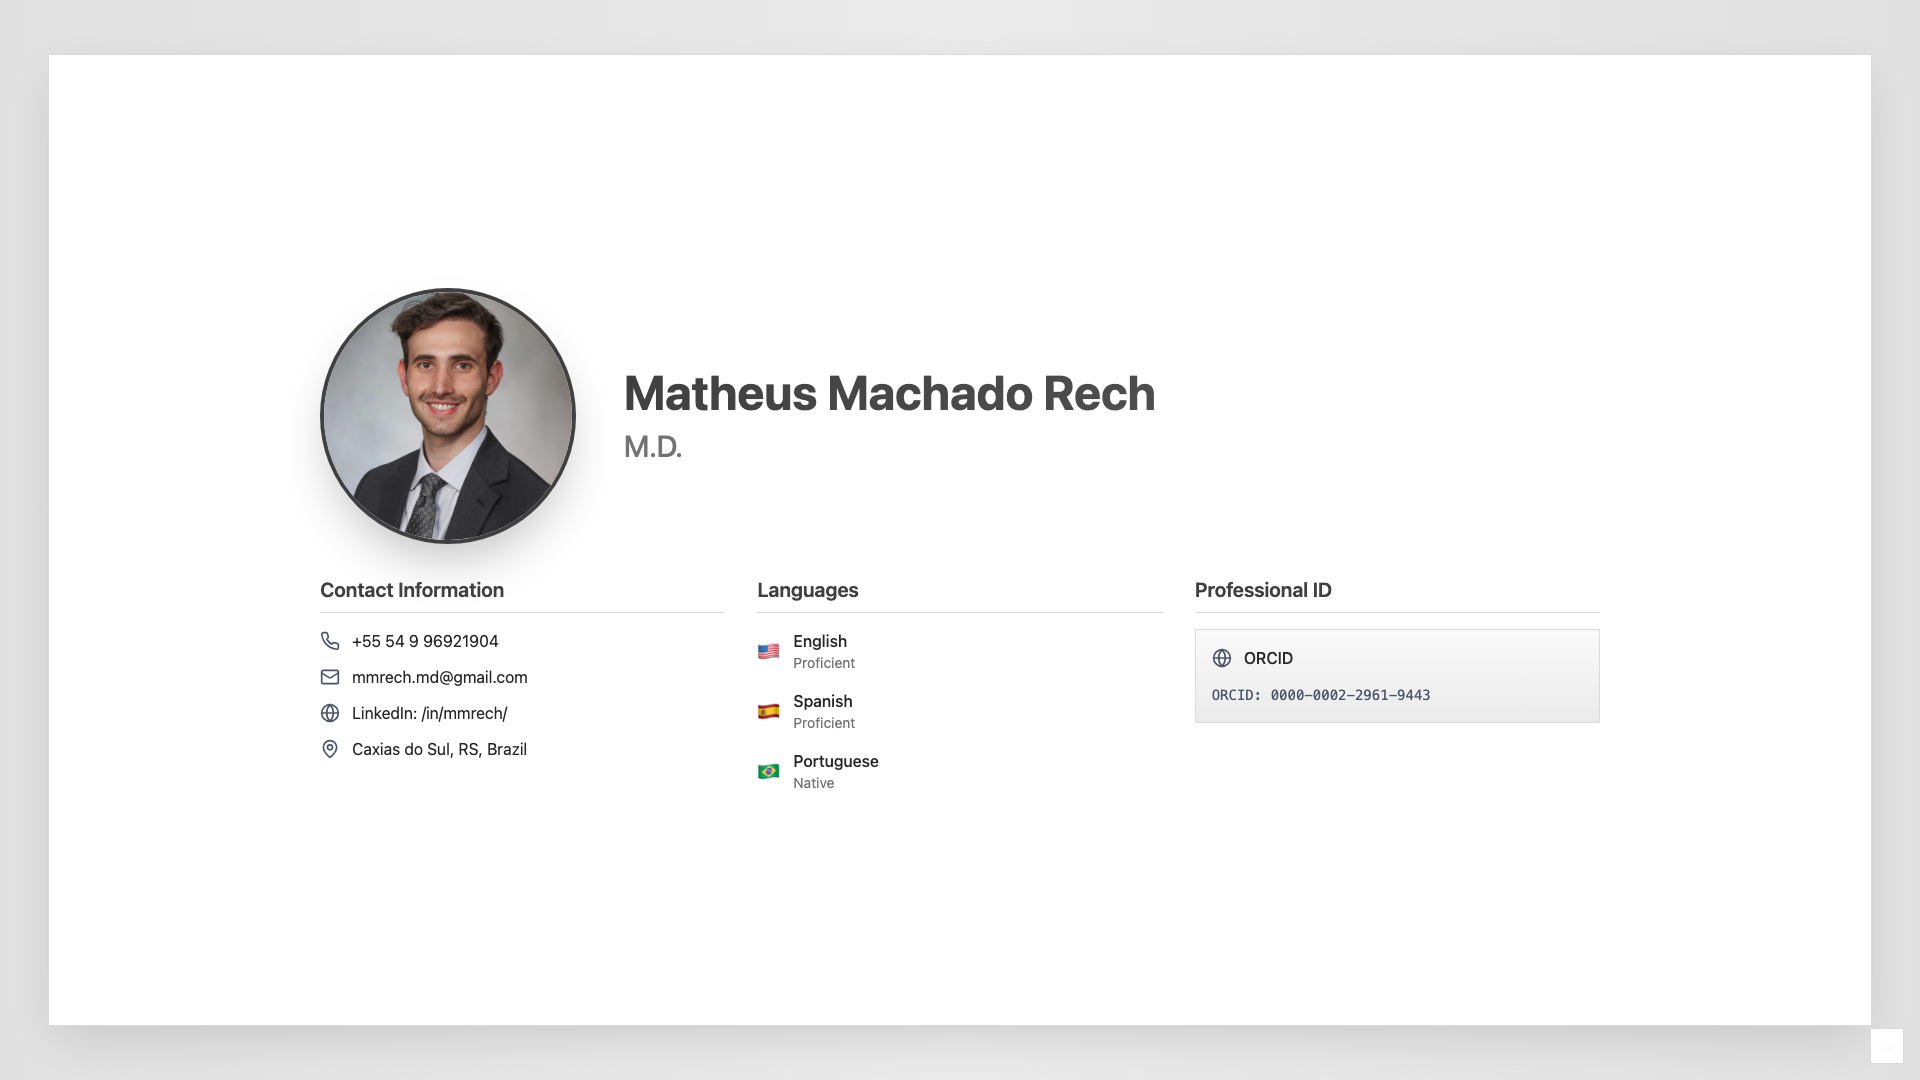 Matheus Machado Rech
M.D.
Contact Information
+55 54 9 96921904
mmrech.md@gmail.com
LinkedIn: /in/mmrech/
Caxias do Sul, RS, Brazil
Languages
English
Proficient
Spanish
Proficient
Portuguese
Native
Professional ID
ORCID
ORCID: 0000-0002-2961-9443